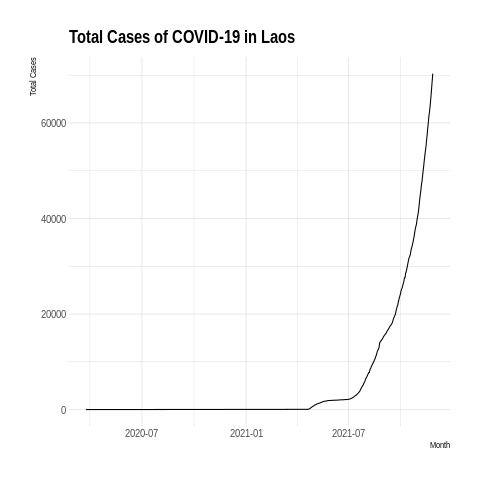 Total Cases of COVID-19 in Laos
Total Cases
60000
40000
20000
0
2020-07 2021-01 2021-07
Month